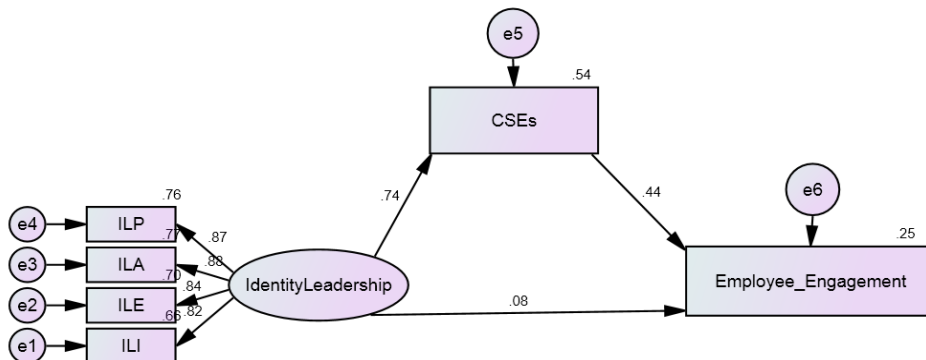 e5
.54
CSEs
.74
.44
e6
.25
Employee_Engagement
.76
e4
ILP
.87
.77
e3
ILA
.88
.70
IdentityLeadership
e2
ILE
.84
.08
.66
.82
e1
ILI